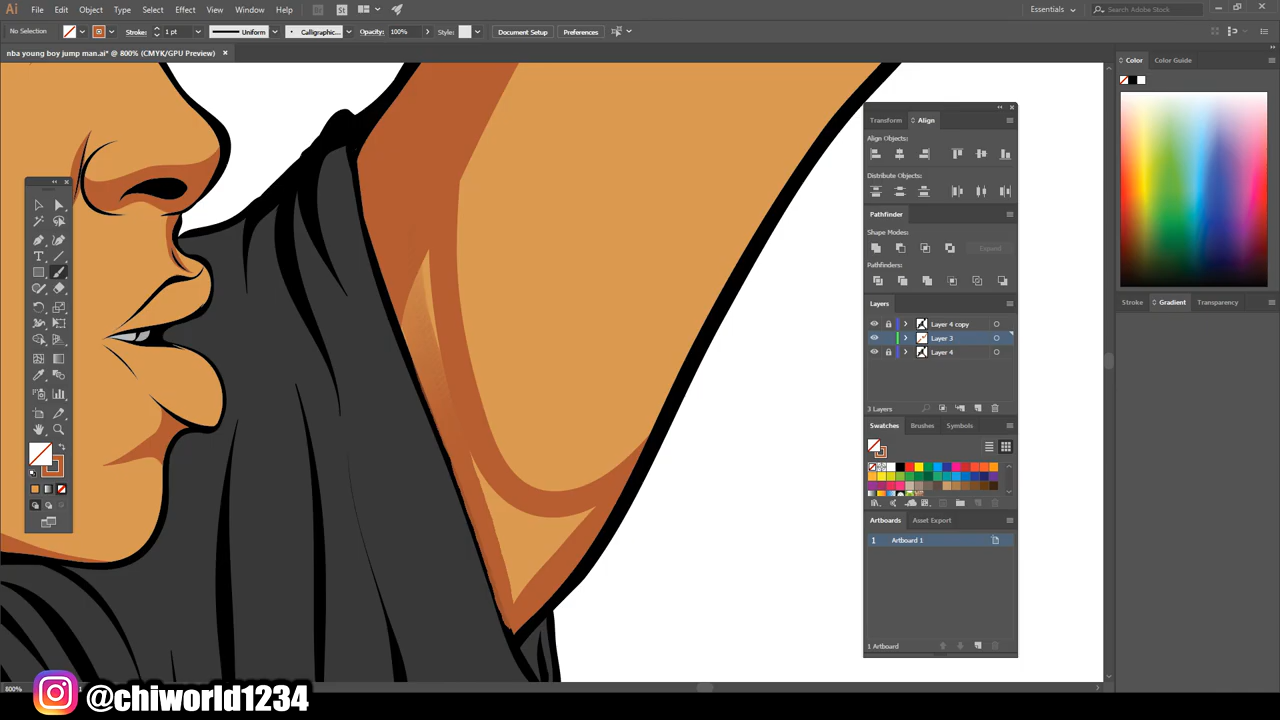 Ai File Edit Object Type Select Effect View Window Help Br St Essentials Search Adobe Stock
No Selection Stroke: 1 pt Uniform Calligraphic... Opacity: 100% Style: Document Setup Preferences
nba young boy jump man.ai* @ 800% (CMYK/GPU Preview)
Color Color Guide
Transform Align
Align Objects:
Distribute Objects:
Pathfinder
Shape Modes:
Expand
Pathfinders:
Layers
Stroke Gradient Transparency
Layer 4 copy
Layer 3
Layer 4
3 Layers
Swatches Brushes Symbols
Artboards Asset Export
1 Artboard 1
1 Artboard
800%
@chiworld1234